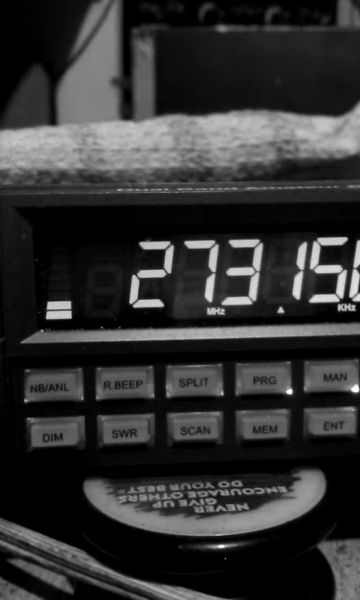 273156
MHz
KHz
NB/ANL R.BEEP SPLIT PRG MAN
DIM SWR SCAN MEM ENT
NEVER
GIVE UP
ENCOURAGE OTHERS
DO YOUR BEST